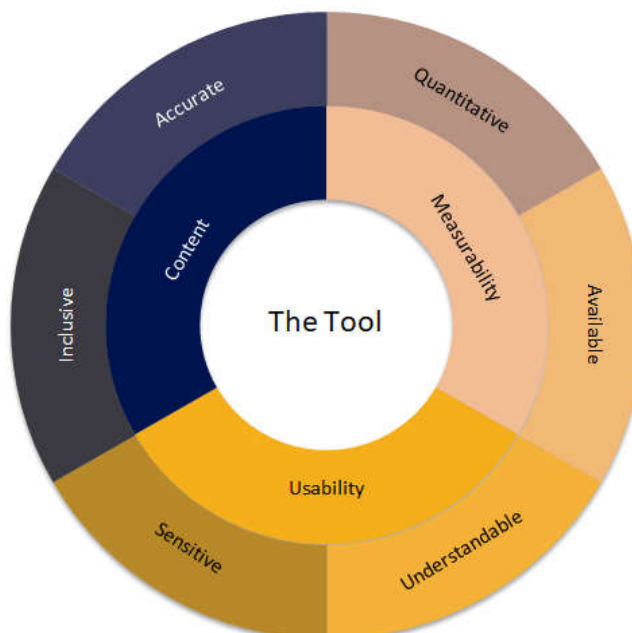 Accurate
Quantitative
Content
Measurability
Inclusive
The Tool
Available
Usability
Sensitive
Understandable